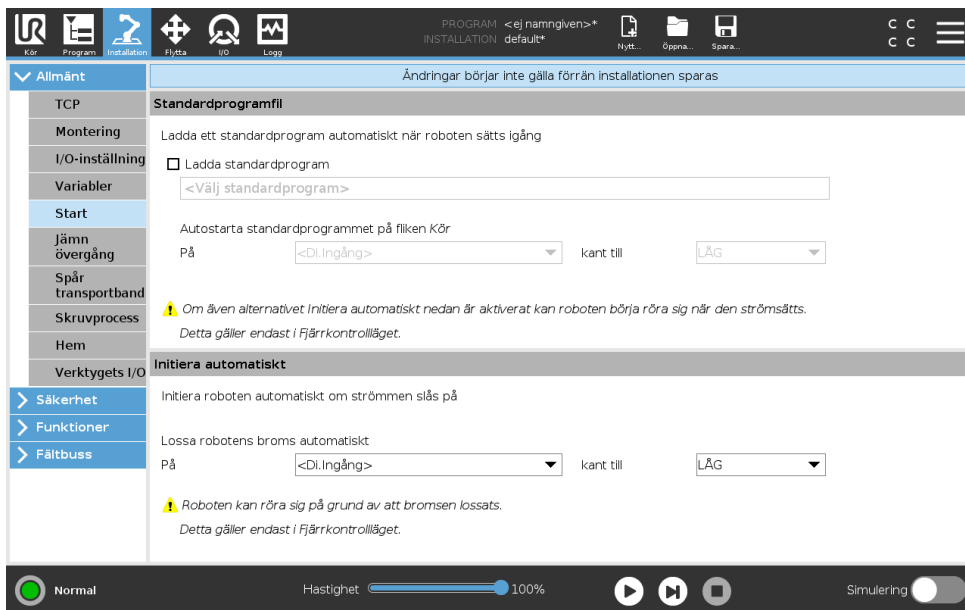 UR
PROGRAM <ej namngiven>*
INSTALLATION default*
Kör
Program
Installation
Flytta
I/O
Logg
Nytt...
Öppna...
Spara...
C C
C C
Allmänt
TCP
Montering
I/O-inställning
Variabler
Start
Jämn
övergång
Spår
transportband
Skruvprocess
Hem
Verktygets I/O
Säkerhet
Funktioner
Fältbuss
Ändringar börjar inte gälla förrän installationen sparas
Standardprogramfil
Ladda ett standardprogram automatiskt när roboten sätts igång
Ladda standardprogram
<Välj standardprogram>
Autostarta standardprogrammet på fliken Kör
På <Di.Ingång> kant till LÅG
Om även alternativet Initiera automatiskt nedan är aktiverat kan roboten börja röra sig när den strömsätts.
Detta gäller endast i Fjärrkontrollläget.
Initiera automatiskt
Initiera roboten automatiskt om strömmen slås på
Lossa robotens broms automatiskt
På <Di.Ingång> kant till LÅG
Roboten kan röra sig på grund av att bromsen lossats.
Detta gäller endast i Fjärrkontrollläget.
Normal
Hastighet 100%
Simulering